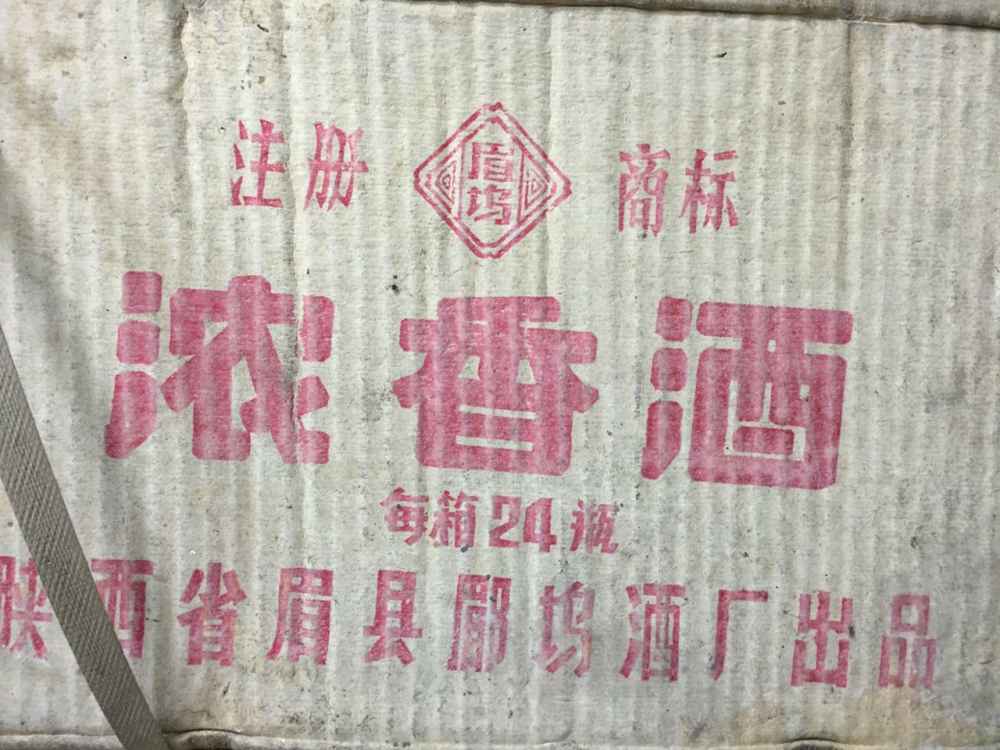 注册 眉坞 商标
浓香酒
每箱24瓶
陕西省眉县郿坞酒厂出品